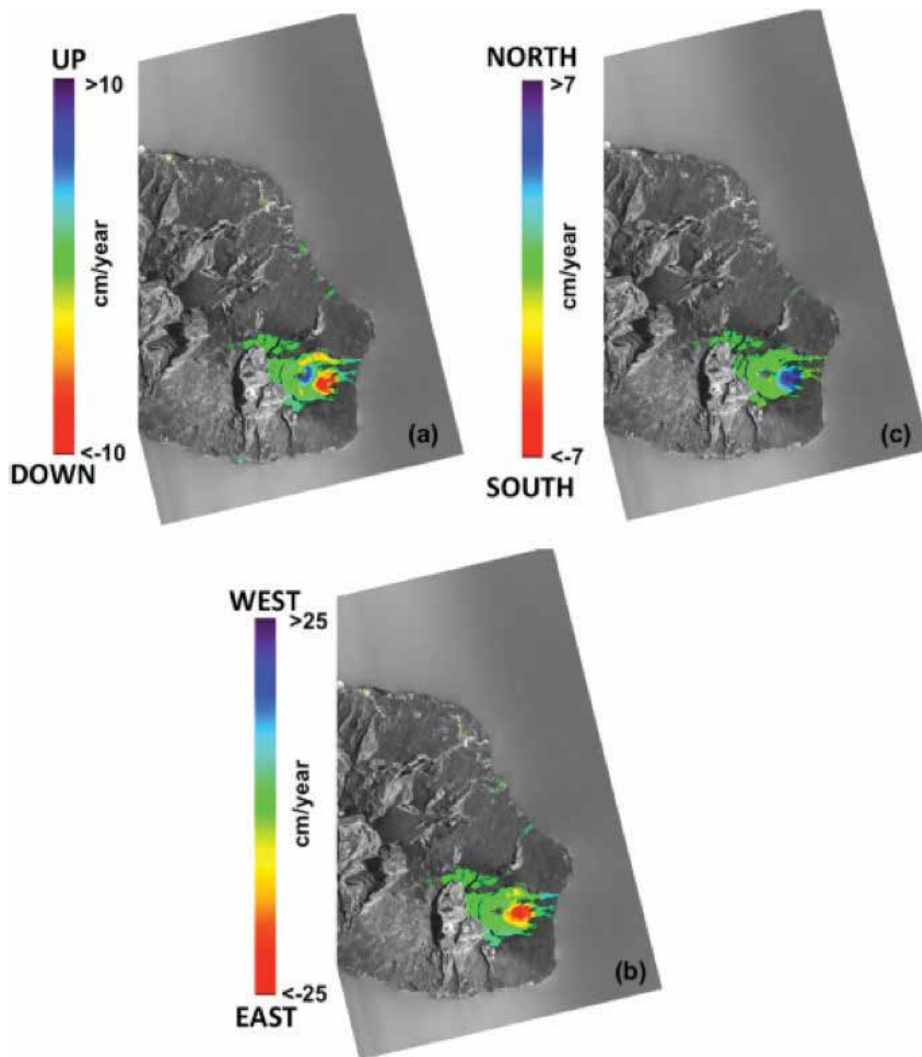 UP
>10
cm/year
<-10
DOWN
(a)
NORTH
>7
cm/year
<-7
SOUTH
(c)
WEST
>25
cm/year
<-25
EAST
(b)